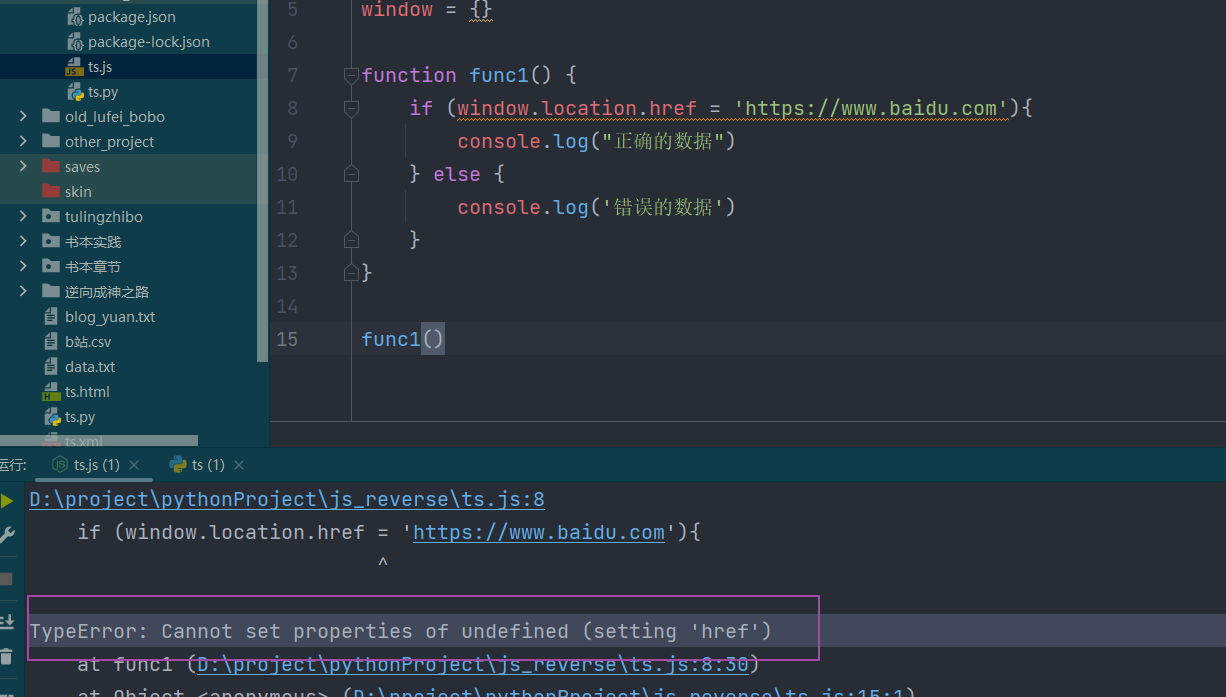 package.json
package-lock.json
ts.js
ts.py
old_lufei_bobo
other_project
saves
skin
tulingzhibo
书本实践
书本章节
逆向成神之路
blog_yuan.txt
b站.csv
data.txt
ts.html
ts.py
ts.xml
5 window = {}
6
7 function func1() {
8 if (window.location.href = 'https://www.baidu.com'){
9 console.log("正确的数据")
10 } else {
11 console.log('错误的数据')
12 }
13 }
14
15 func1()
运行: ts.js (1) × ts (1) ×
D:\project\pythonProject\js_reverse\ts.js:8
if (window.location.href = 'https://www.baidu.com'){
^
TypeError: Cannot set properties of undefined (setting 'href')
at func1 (D:\project\pythonProject\js_reverse\ts.js:8:30)
at Object.<anonymous> (D:\project\pythonProject\js_reverse\ts.js:15:1)